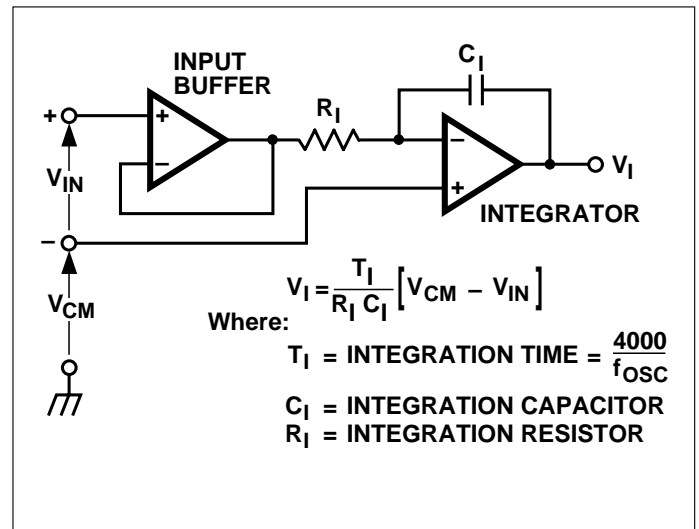 INPUT
BUFFER
C_I
R_I
+
+
−
−
V_IN
+
V_I
INTEGRATOR
−
V_CM
V_I = T_I / R_I C_I [V_CM − V_IN]
Where:
T_I = INTEGRATION TIME = 4000 / f_OSC
C_I = INTEGRATION CAPACITOR
R_I = INTEGRATION RESISTOR